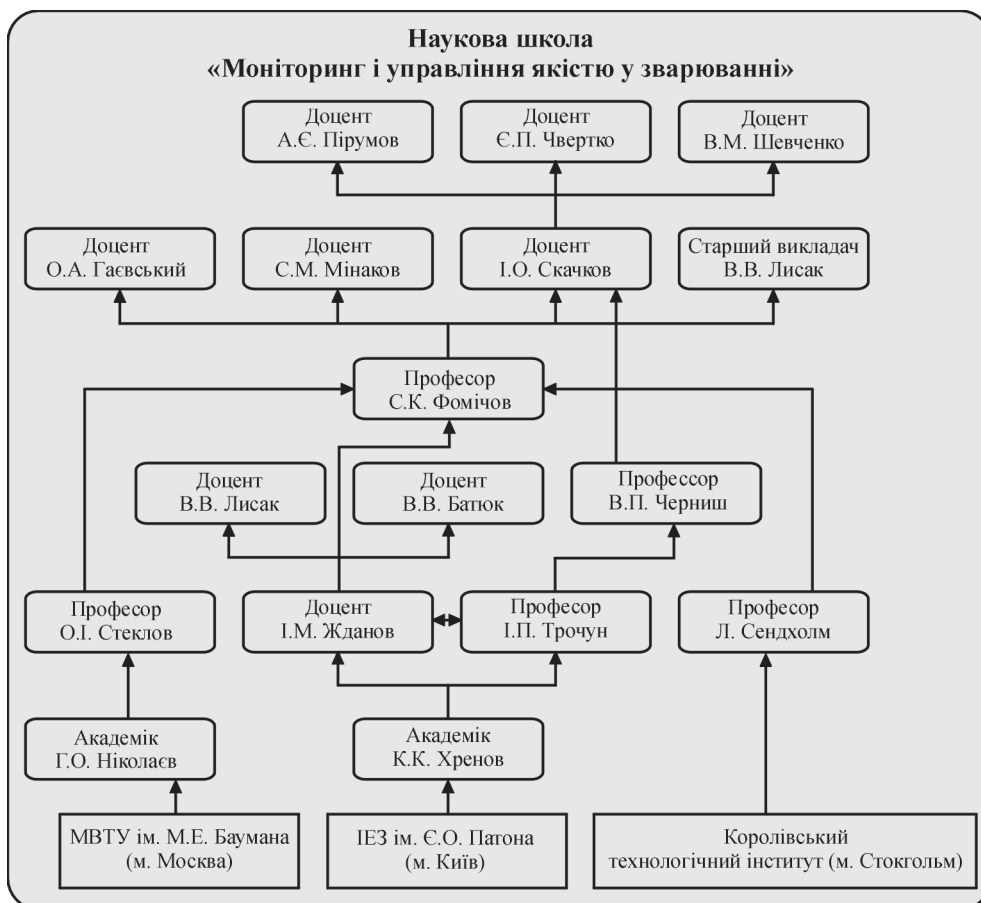 Наукова школа
«Моніторинг і управління якістю у зварюванні»
Доцент
А.Є. Пірумов
Доцент
Є.П. Чвертко
Доцент
В.М. Шевченко
Доцент
О.А. Гаєвський
Доцент
С.М. Мінаков
Доцент
І.О. Скачков
Старший викладач
В.В. Лисак
Професор
С.К. Фомічов
Доцент
В.В. Лисак
Доцент
В.В. Батюк
Профессор
В.П. Черниш
Професор
О.І. Стеклов
Доцент
І.М. Жданов
Професор
І.П. Трочун
Професор
Л. Сендхолм
Академік
Г.О. Ніколаєв
Академік
К.К. Хренов
МВТУ ім. М.Е. Баумана
(м. Москва)
ІЕЗ ім. Є.О. Патона
(м. Київ)
Королівський
технологічний інститут (м. Стокгольм)